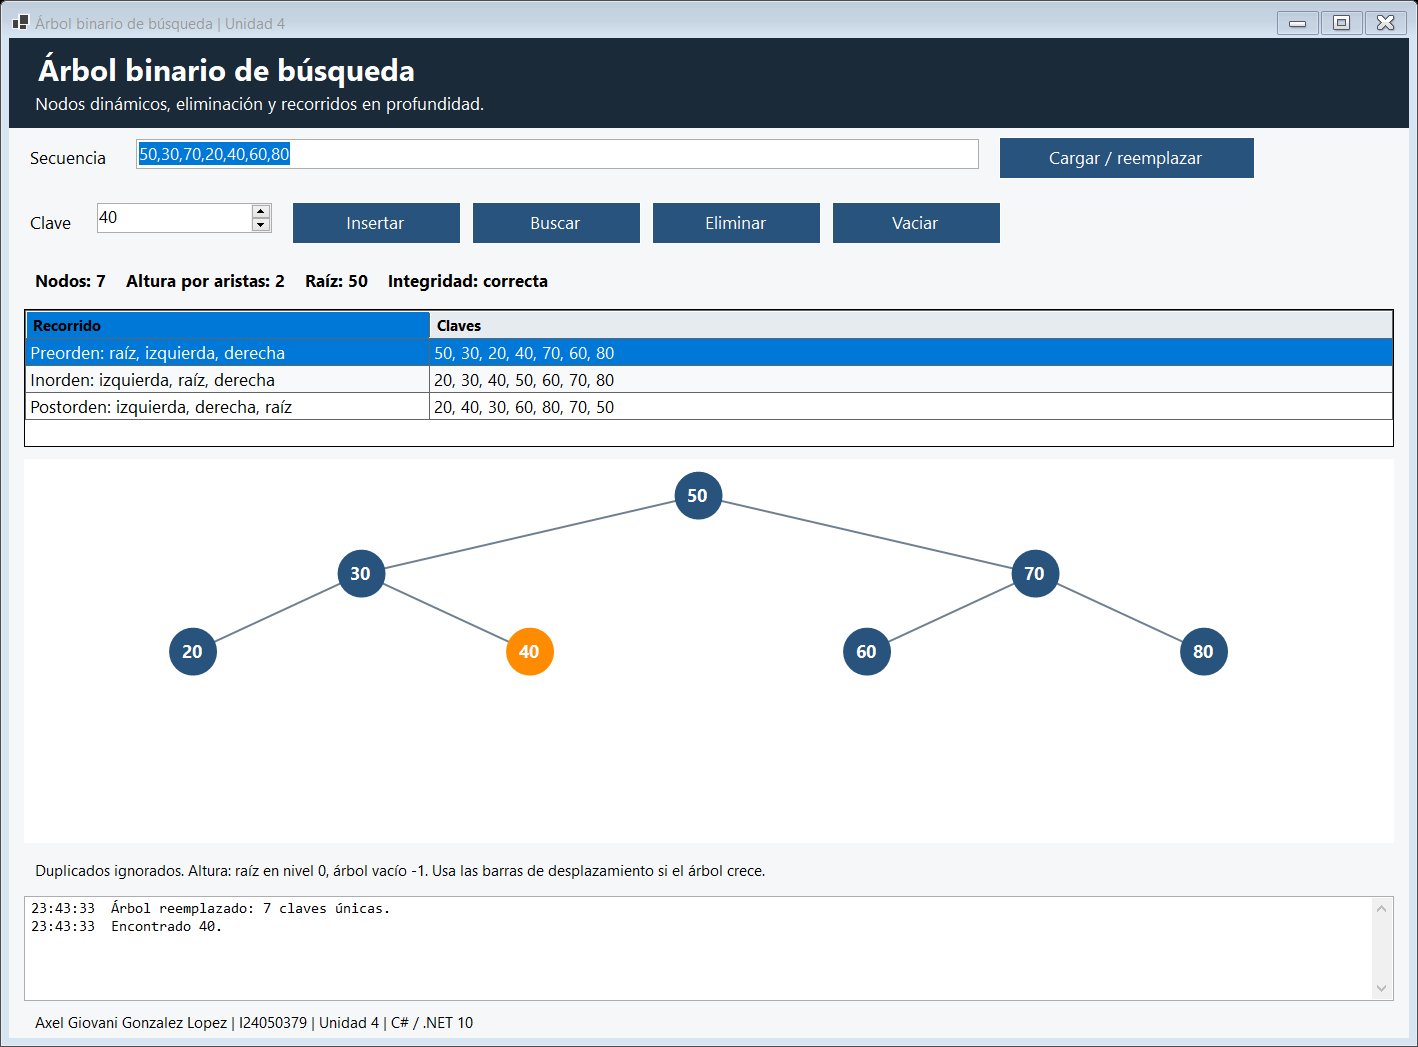 Árbol binario de búsqueda | Unidad 4
Árbol binario de búsqueda
Nodos dinámicos, eliminación y recorridos en profundidad.
Secuencia 50,30,70,20,40,60,80 Cargar / reemplazar
Clave 40 Insertar Buscar Eliminar Vaciar
Nodos: 7 Altura por aristas: 2 Raíz: 50 Integridad: correcta
Recorrido Claves
Preorden: raíz, izquierda, derecha 50, 30, 20, 40, 70, 60, 80
Inorden: izquierda, raíz, derecha 20, 30, 40, 50, 60, 70, 80
Postorden: izquierda, derecha, raíz 20, 40, 30, 60, 80, 70, 50
50
30 70
20 40 60 80
Duplicados ignorados. Altura: raíz en nivel 0, árbol vacío -1. Usa las barras de desplazamiento si el árbol crece.
23:43:33 Árbol reemplazado: 7 claves únicas.
23:43:33 Encontrado 40.
Axel Giovani Gonzalez Lopez | I24050379 | Unidad 4 | C# / .NET 10